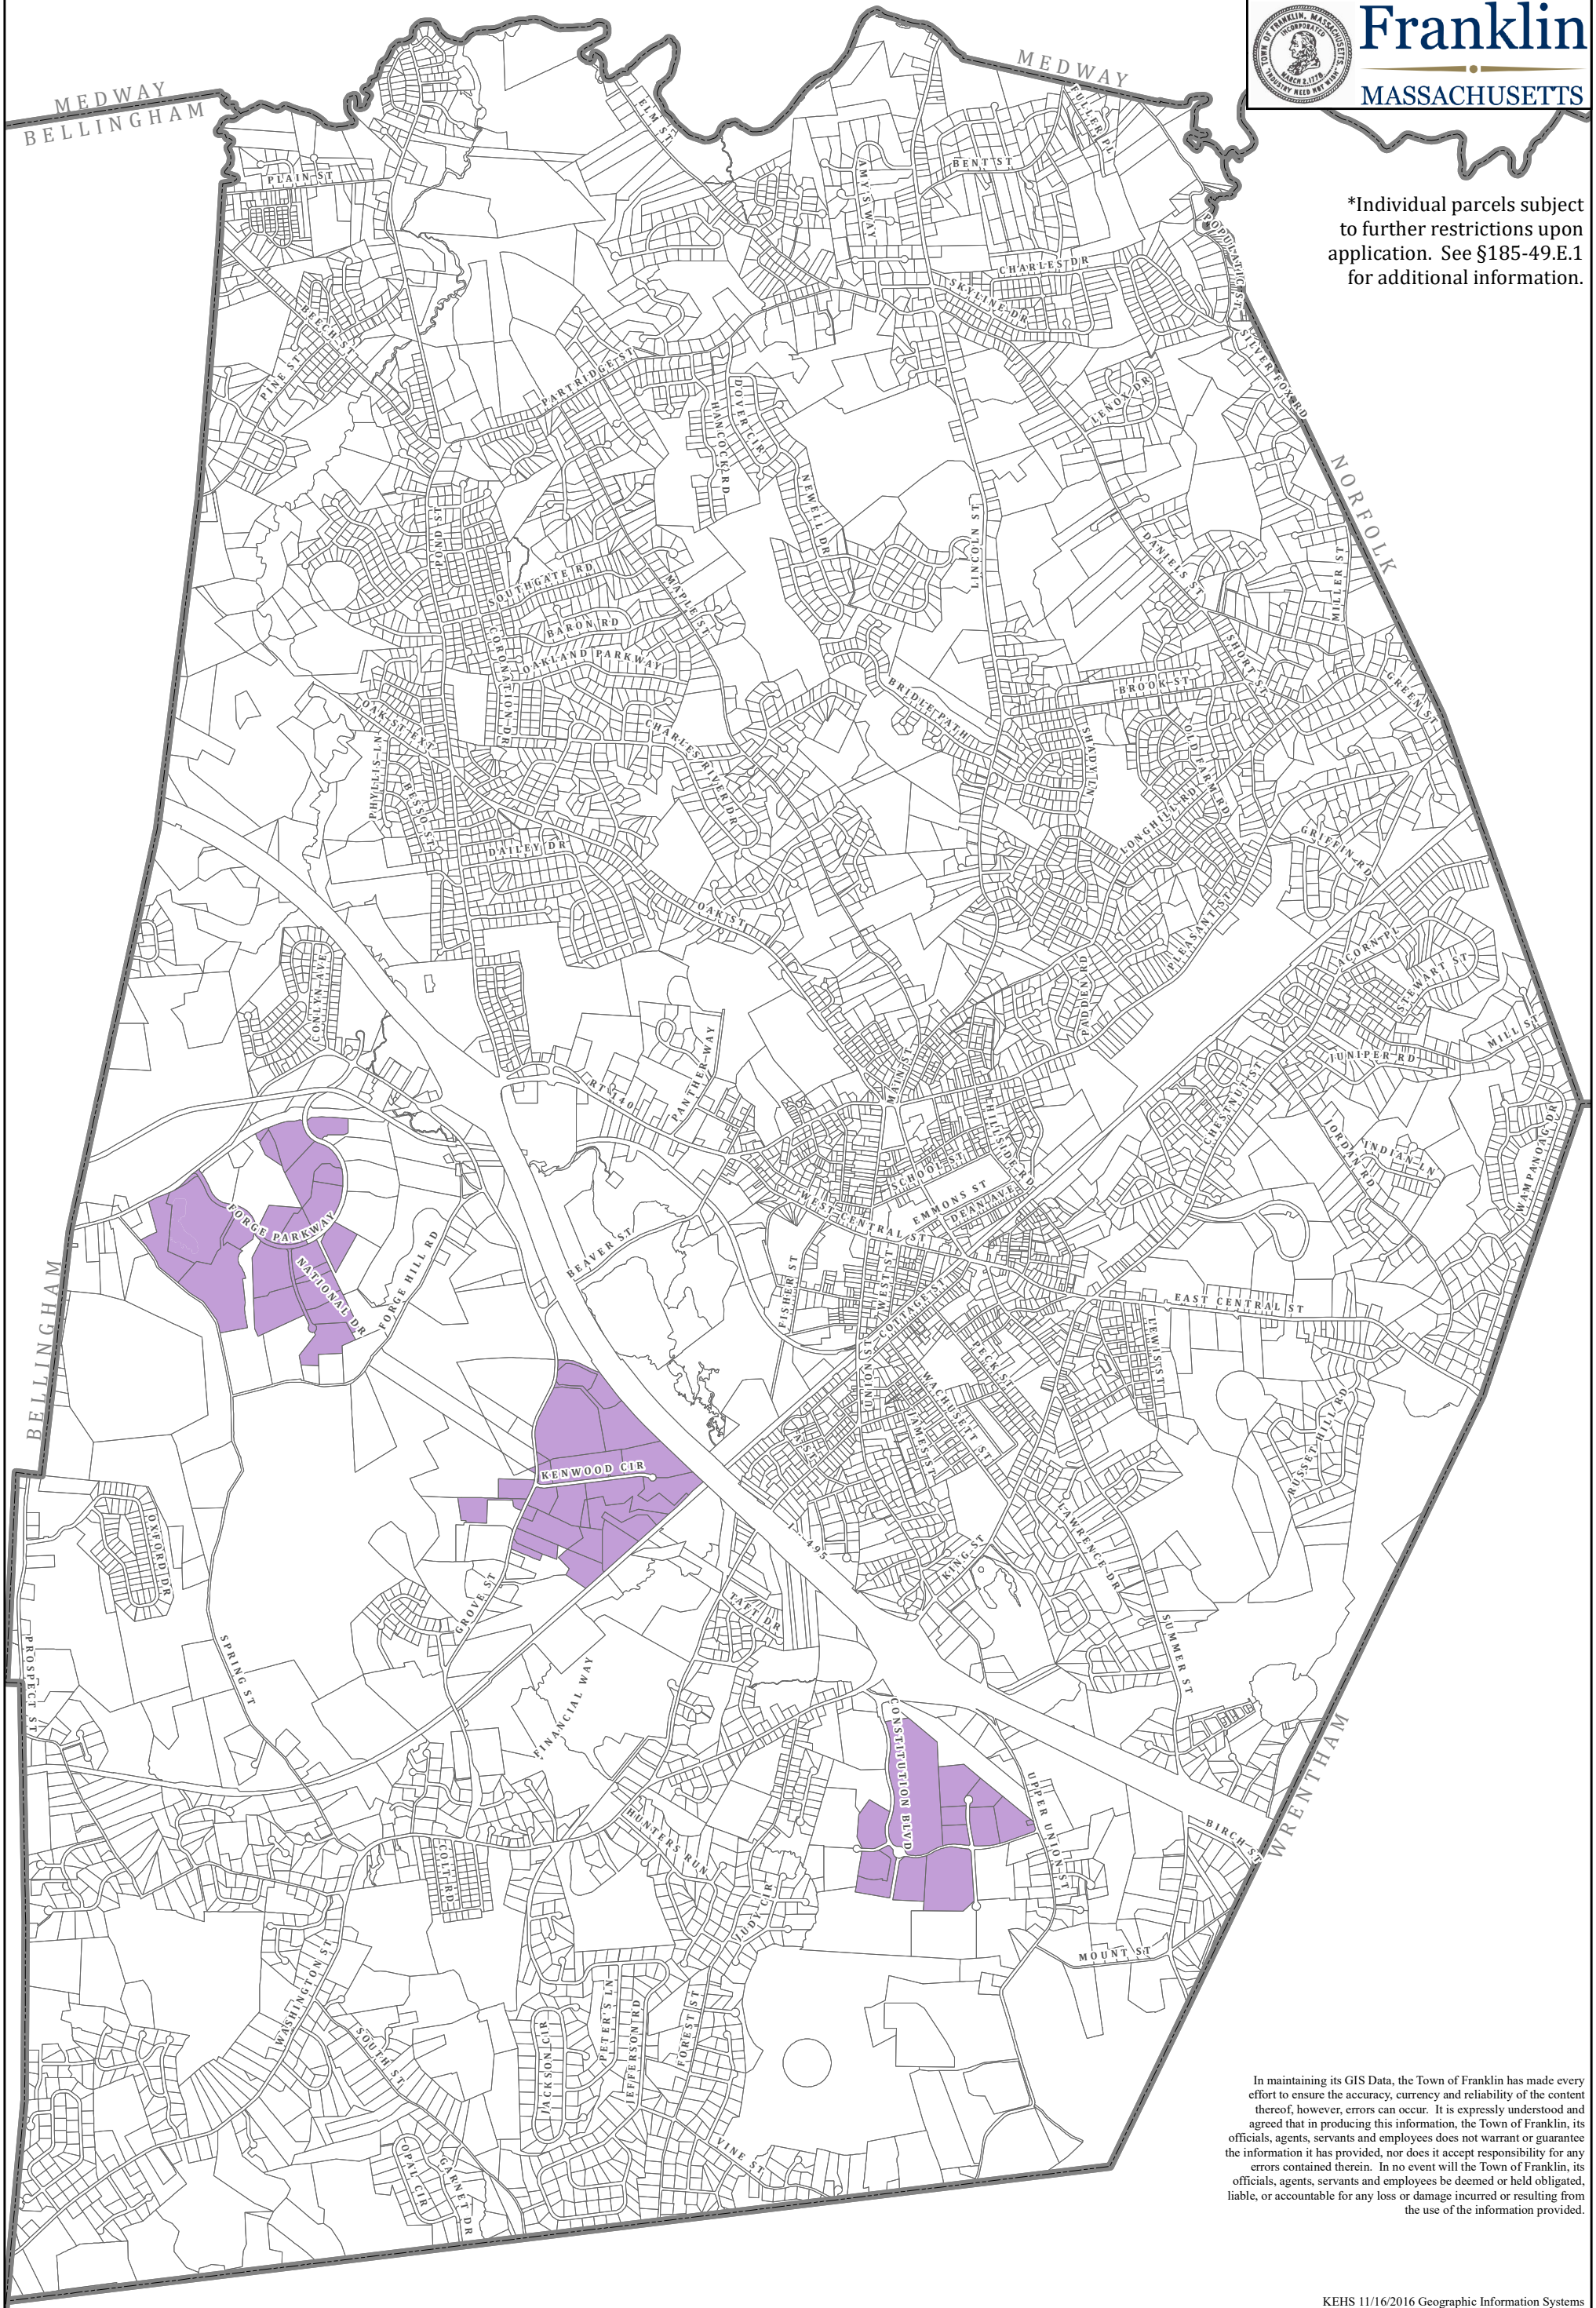 Franklin
MASSACHUSETTS
TOWN OF FRANKLIN, MASSACHUSETTS
INCORPORATED
MARCH 2, 1778
MEDWAY
BELLINGHAM
MEDWAY
*Individual parcels subject
to further restrictions upon
application. See §185-49.E.1
for additional information.
ELM ST
FULLER PL
BENT ST
AMY'S WAY
PLAIN ST
POPULATIC ST
CHARLES DR
SKYLINE DR
BEECH ST
SILVER FOX RD
PINE ST
PARTRIDGE ST
DOVER CIR
HANCOCK RD
LENOX DR
NORFOLK
NEWELL DR
POND ST
LINCOLN ST
DANIELS ST
MILLER ST
SOUTHGATE RD
MAPLE ST
BARON RD
CORONATION DR
OAKLAND PARKWAY
SHORT ST
BROOK ST
GREEN ST
BRIDLE PATH
OAK ST EXT
CHARLES RIVER DR
SHADY LN
OLD FARM RD
PHYLLIS LN
BESSO ST
LONGHILL RD
GRIFFIN RD
DAILEY DR
OAK ST
PLEASANT ST
ACORN PL
STEWART ST
CONLYN AVE
PADDEN RD
MILL ST
JUNIPER RD
RT 140
PANTHER WAY
MAIN ST
CHESTNUT ST
HILLSIDE RD
JORDAN RD
INDIAN LN
WAMPANOAG DR
SCHOOL ST
EMMONS ST
DEAN AVE
WEST CENTRAL ST
FORGE PARKWAY
NATIONAL DR
FORGE HILL RD
BEAVER ST
FISHER ST
WEST ST
COTTAGE ST
EAST CENTRAL ST
BELLINGHAM
UNION ST
PECK ST
LEWIS ST
WACHUSETT ST
JAMES ST
RUSSET HILL RD
A ST
KENWOOD CIR
I-495
LAWRENCE DR
KING ST
OXFORD DR
GROVE ST
TAFT DR
SUMMER ST
PROSPECT ST
SPRING ST
FINANCIAL WAY
CONSTITUTION BLVD
UPPER UNION ST
WRENTHAM
BIRCH ST
HUNTERS RUN
COLT RD
JUDY CIR
MOUNT ST
WASHINGTON ST
SOUTH ST
JACKSON CIR
PETER'S LN
JEFFERSON RD
FOREST ST
VINE ST
OPAL CIR
GARNET DR
In maintaining its GIS Data, the Town of Franklin has made every
effort to ensure the accuracy, currency and reliability of the content
thereof, however, errors can occur. It is expressly understood and
agreed that in producing this information, the Town of Franklin, its
officials, agents, servants and employees does not warrant or guarantee
the information it has provided, nor does it accept responsibility for any
errors contained therein. In no event will the Town of Franklin, its
officials, agents, servants and employees be deemed or held obligated,
liable, or accountable for any loss or damage incurred or resulting from
the use of the information provided.
KEHS 11/16/2016 Geographic Information Systems